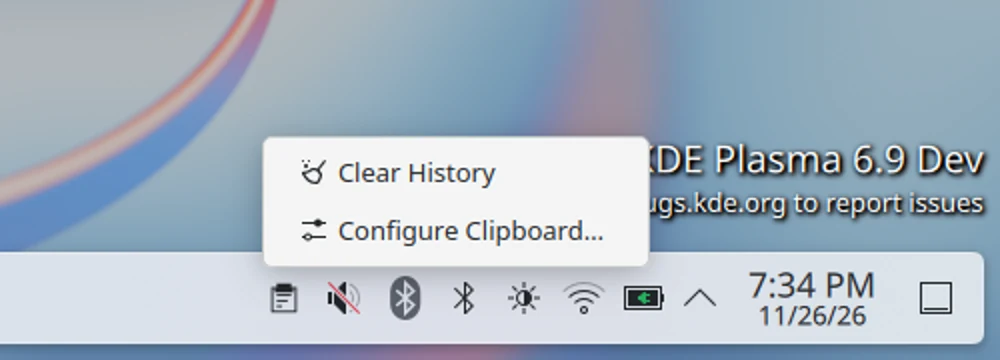 Clear History
Configure Clipboard...
KDE Plasma 6.9 Dev
ugs.kde.org to report issues
7:34 PM
11/26/26